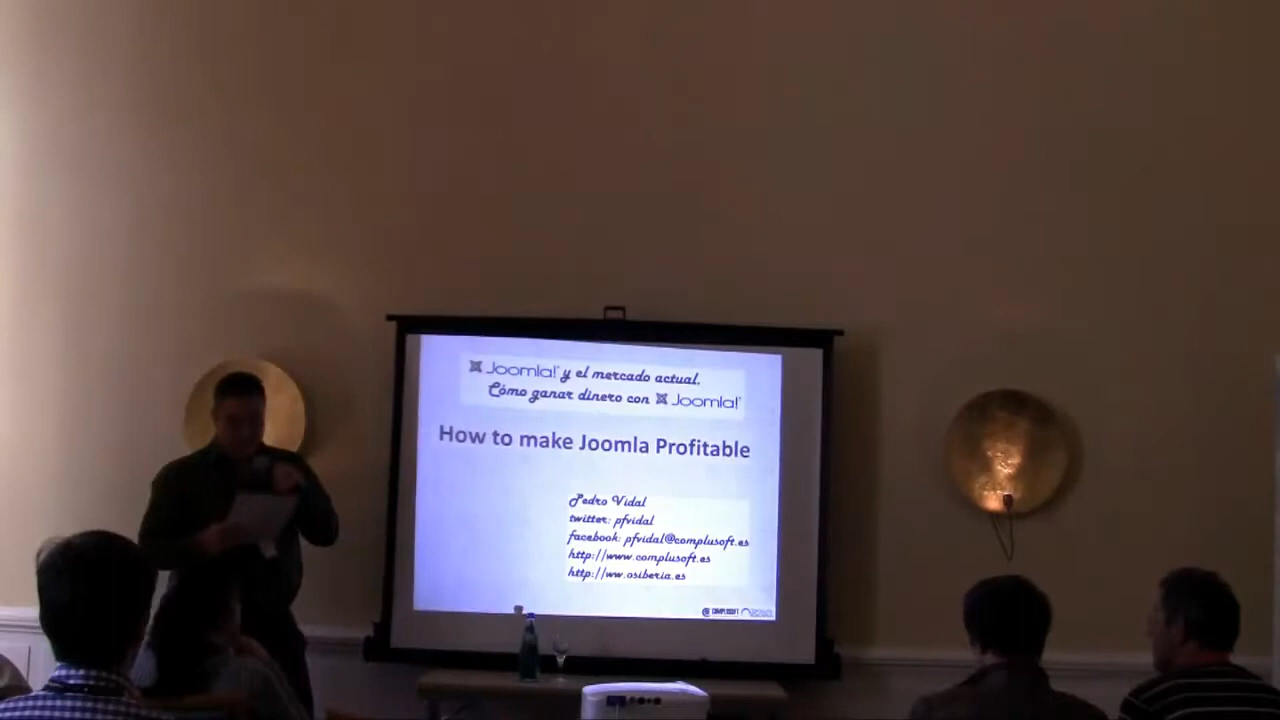 Joomla! y el mercado actual.
Cómo ganar dinero con Joomla!
How to make Joomla Profitable
Pedro Vidal
twitter: pfvidal
facebook: pfvidal@complusoft.es
http://www.complusoft.es
http://ww.osiberia.es
COMPLUSOFT